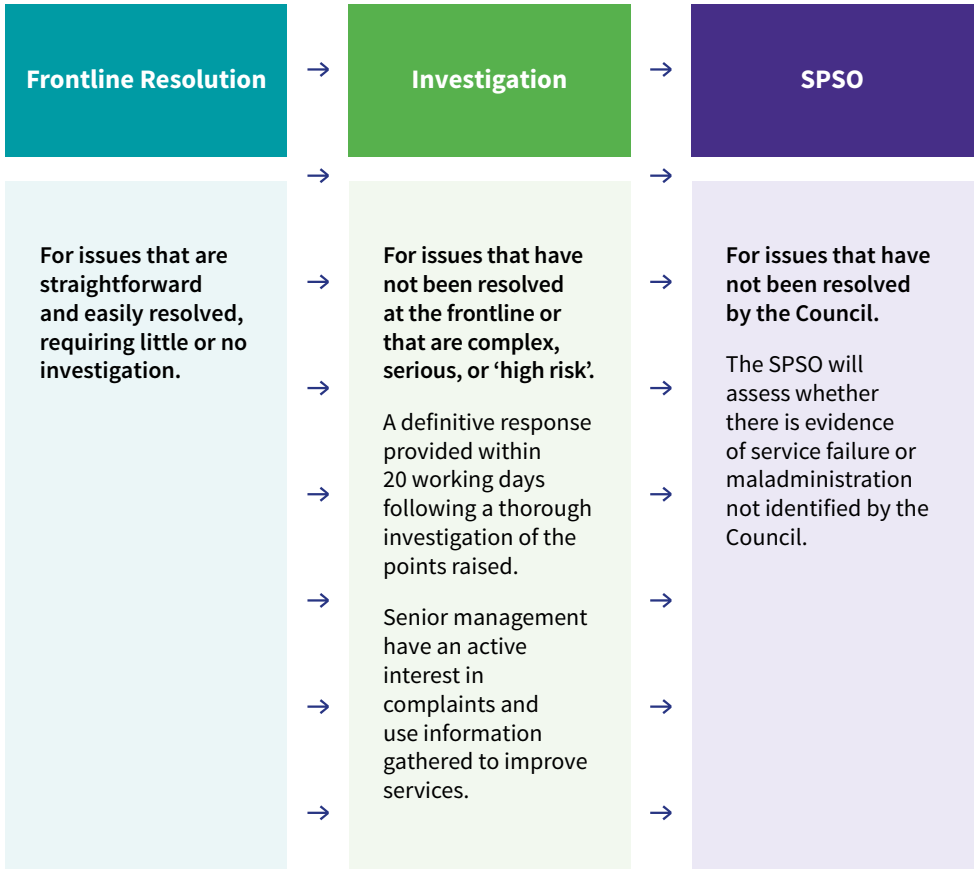 Frontline Resolution
→
Investigation
→
SPSO
For issues that are
straightforward
and easily resolved,
requiring little or no
investigation.
For issues that have
not been resolved
at the frontline or
that are complex,
serious, or ‘high risk’.
A definitive response
provided within
20 working days
following a thorough
investigation of the
points raised.
Senior management
have an active
interest in
complaints and
use information
gathered to improve
services.
For issues that have
not been resolved
by the Council.
The SPSO will
assess whether
there is evidence
of service failure or
maladministration
not identified by the
Council.